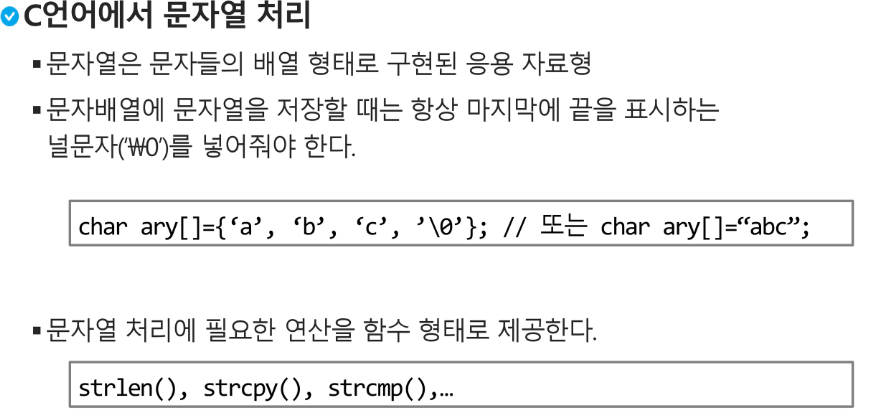 C언어에서 문자열 처리
▪ 문자열은 문자들의 배열 형태로 구현된 응용 자료형
▪ 문자배열에 문자열을 저장할 때는 항상 마지막에 끝을 표시하는
널문자('₩0')를 넣어줘야 한다.
char ary[]={‘a’, ‘b’, ‘c’, ’\0’}; // 또는 char ary[]=“abc”;
▪ 문자열 처리에 필요한 연산을 함수 형태로 제공한다.
strlen(), strcpy(), strcmp(),…